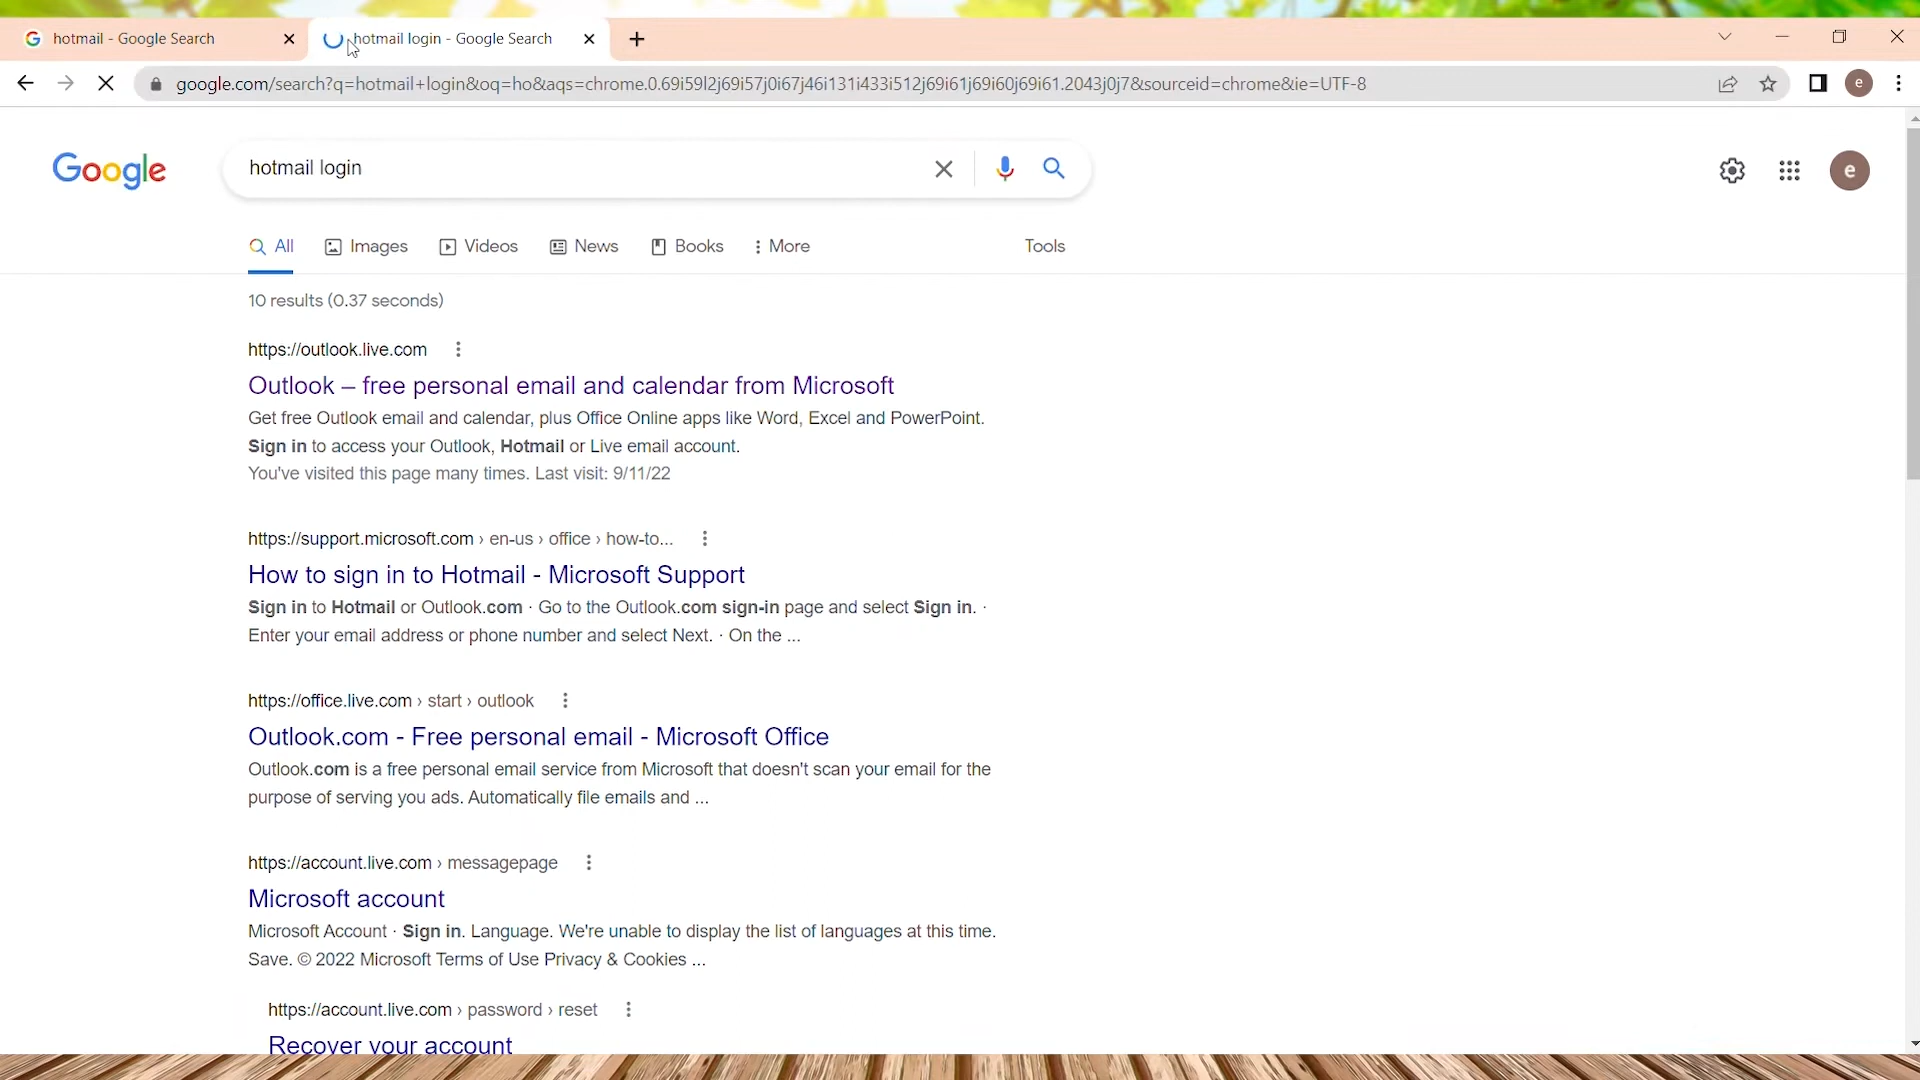 hotmail - Google Search
hotmail login - Google Search
google.com/search?q=hotmail+login&oq=ho&aqs=chrome.0.69i59l2j69i57j0i67j46i131i433i512j69i61j69i60j69i61.2043j0j7&sourceid=chrome&ie=UTF-8
e
Google
hotmail login
e
All
Images
Videos
News
Books
More
Tools
10 results (0.37 seconds)
https://outlook.live.com
Outlook – free personal email and calendar from Microsoft
Get free Outlook email and calendar, plus Office Online apps like Word, Excel and PowerPoint.
Sign in to access your Outlook, Hotmail or Live email account.
You've visited this page many times. Last visit: 9/11/22
https://support.microsoft.com › en-us › office › how-to...
How to sign in to Hotmail - Microsoft Support
Sign in to Hotmail or Outlook.com · Go to the Outlook.com sign-in page and select Sign in. ·
Enter your email address or phone number and select Next. · On the ...
https://office.live.com › start › outlook
Outlook.com - Free personal email - Microsoft Office
Outlook.com is a free personal email service from Microsoft that doesn't scan your email for the
purpose of serving you ads. Automatically file emails and ...
https://account.live.com › messagepage
Microsoft account
Microsoft Account · Sign in. Language. We're unable to display the list of languages at this time.
Save. © 2022 Microsoft Terms of Use Privacy & Cookies ...
https://account.live.com › password › reset
Recover your account